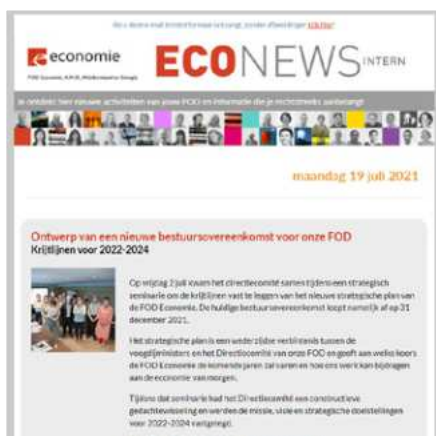 Als u deze e-mail in tekstformaat ontvangt, zonder afbeeldingen klik hier!
economie
ECONEWS INTERN
FOD Economie, K.M.O., Middenstand en Energie
Je ontdekt hier nieuwe activiteiten van jouw FOD en informatie die je rechtstreeks aanbelangt!
maandag 19 juli 2021
Ontwerp van een nieuwe bestuursovereenkomst voor onze FOD
Krijtlijnen voor 2022-2024
Op vrijdag 2 juli kwam het directiecomité samen tijdens een strategisch
seminarie om de krijtlijnen vast te leggen van het nieuwe strategische plan van
de FOD Economie. De huidige bestuursovereenkomst loopt namelijk af op 31
december 2021.
Het strategische plan is een wederzijdse verbintenis tussen de
voogdijministers en het Directiecomité van onze FOD en geeft aan welke koers
de FOD Economie de komende jaren zal varen en hoe ons werk kan bijdragen
aan de economie van morgen.
Tijdens dat seminarie had het Directiecomité een constructieve
gedachtewisseling en werden de missie, visie en strategische doelstellingen
voor 2022-2024 vastgelegd.